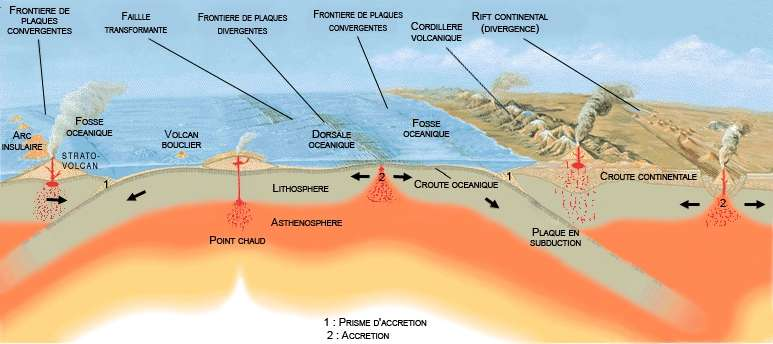 FRONTIERE DE
PLAQUES
CONVERGENTES
FAILLLE
TRANSFORMANTE
FRONTIERE DE PLAQUES
DIVERGENTES
FRONTIERE DE PLAQUES
CONVERGENTES
CORDILLERE
VOLCANIQUE
RIFT CONTINENTAL
(DIVERGENCE)
ARC
INSULAIRE
FOSSE
OCEANIQUE
STRATO-
VOLCAN
VOLCAN
BOUCLIER
DORSALE
OCEANIQUE
FOSSE
OCEANIQUE
1
2
CROUTE OCEANIQUE
1
CROUTE CONTINENTALE
2
LITHOSPHERE
ASTHENOSPHERE
POINT CHAUD
PLAQUE EN
SUBDUCTION
1 : PRISME D'ACCRETION
2 : ACCRETION